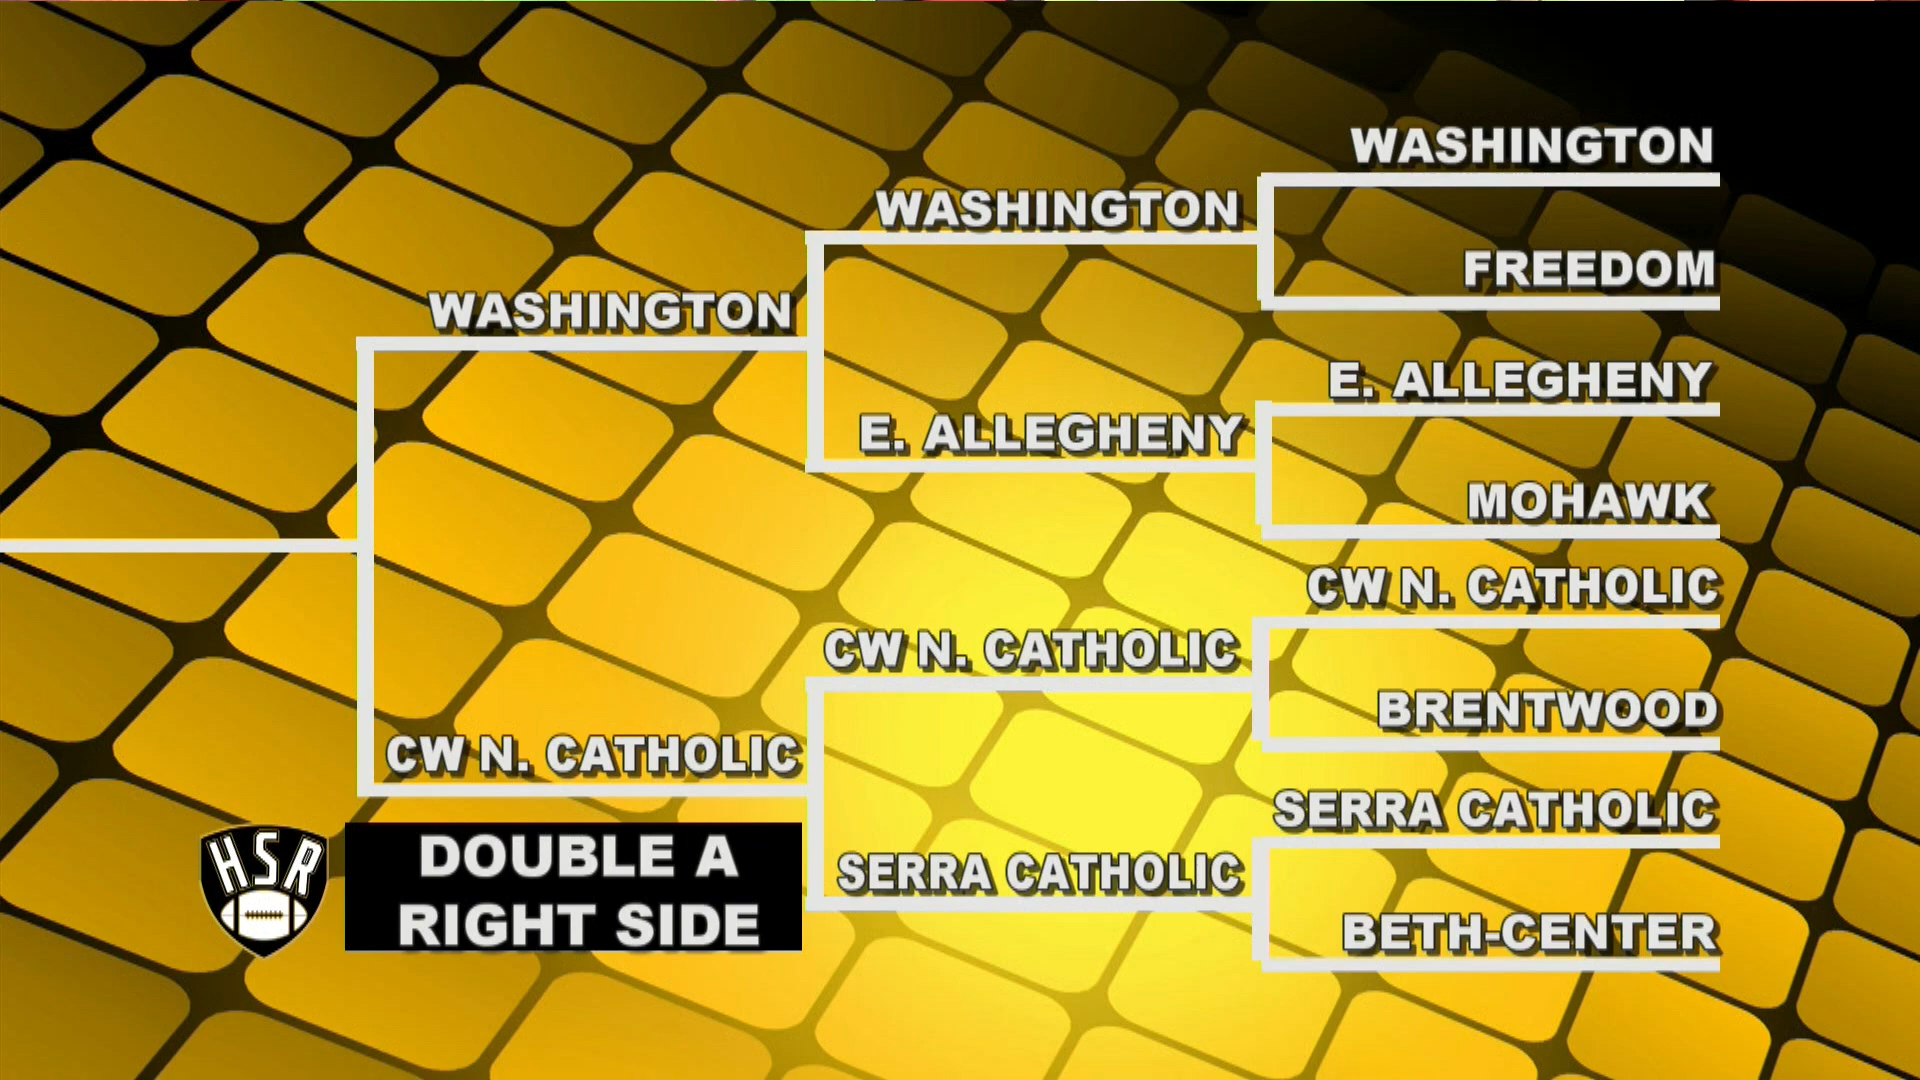 WASHINGTON
WASHINGTON
FREEDOM
WASHINGTON
E. ALLEGHENY
E. ALLEGHENY
MOHAWK
CW N. CATHOLIC
CW N. CATHOLIC
BRENTWOOD
CW N. CATHOLIC
SERRA CATHOLIC
SERRA CATHOLIC
BETH-CENTER
HSR
DOUBLE A
RIGHT SIDE